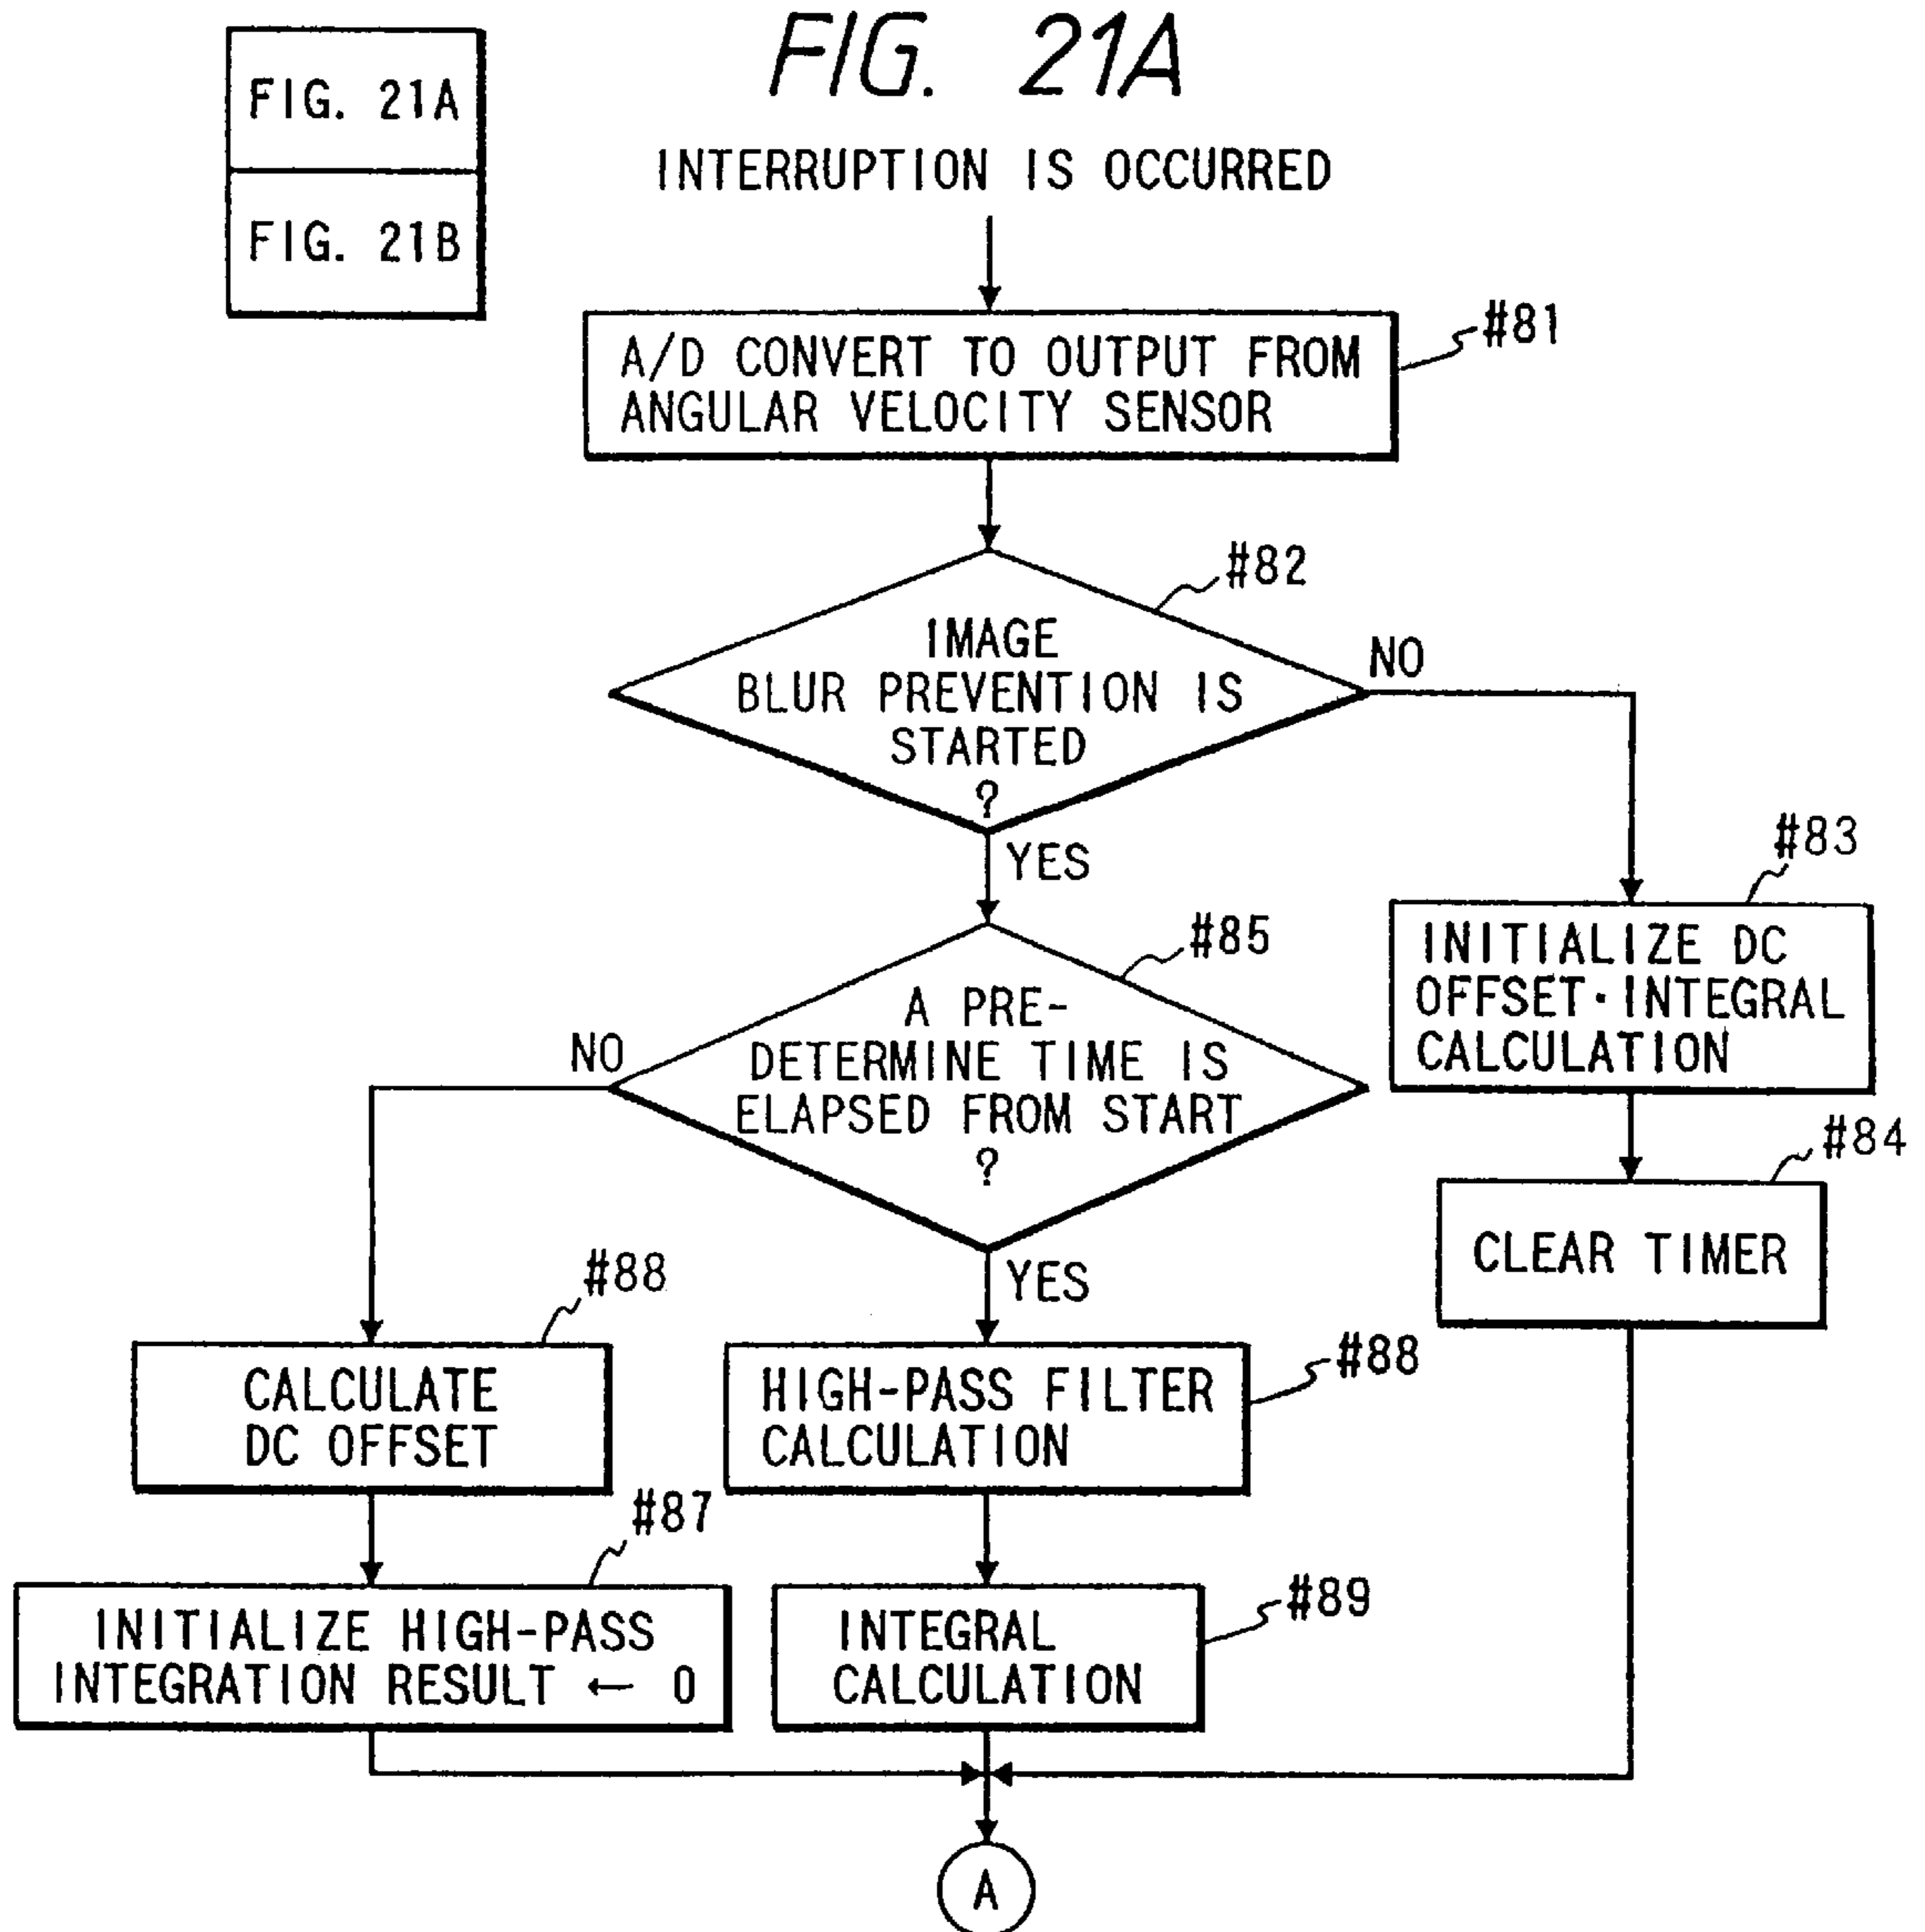 FIG. 21A
FIG. 21A
FIG. 21B
INTERRUPTION IS OCCURRED
A/D CONVERT TO OUTPUT FROM
ANGULAR VELOCITY SENSOR
#81
#82
IMAGE
BLUR PREVENTION IS
STARTED
?
NO
YES
#83
INITIALIZE DC
OFFSET·INTEGRAL
CALCULATION
#84
CLEAR TIMER
#85
A PRE-
DETERMINE TIME IS
ELAPSED FROM START
?
NO
YES
#88
CALCULATE
DC OFFSET
#88
HIGH-PASS FILTER
CALCULATION
#87
INITIALIZE HIGH-PASS
INTEGRATION RESULT ← 0
#89
INTEGRAL
CALCULATION
A